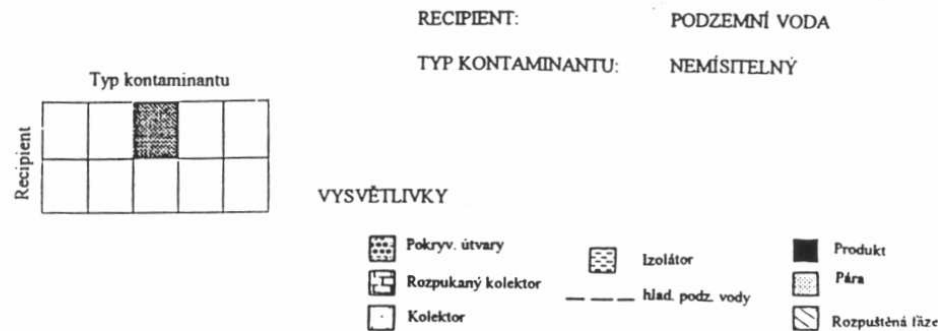 RECIPIENT: PODZEMNÍ VODA
TYP KONTAMINANTU: NEMÍSITELNÝ
Typ kontaminantu
Recipient
VYSVĚTLIVKY
Pokryv. útvary
Rozpukaný kolektor
Kolektor
Izolátor
hlad. podz. vody
Produkt
Pára
Rozpuštěná fáze